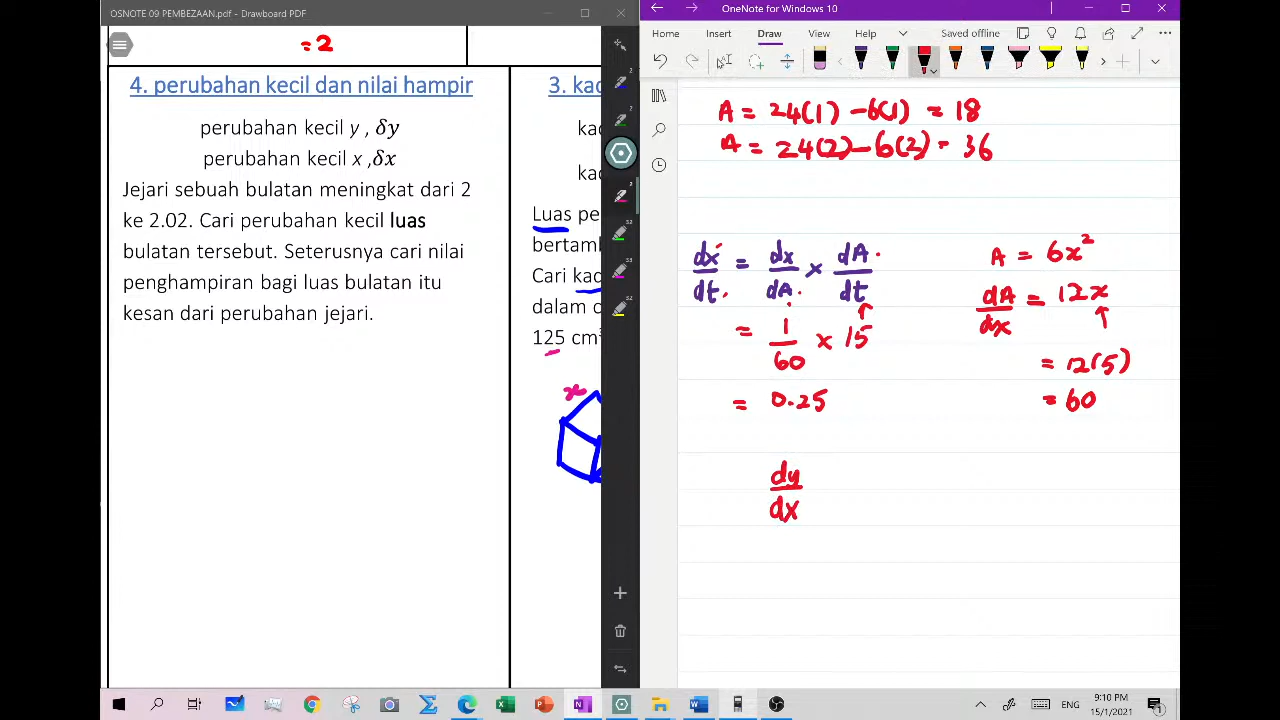 OSNOTE 09 PEMBEZAAN.pdf - Drawboard PDF
= 2
4. perubahan kecil dan nilai hampir
perubahan kecil y , δy
perubahan kecil x ,δx
Jejari sebuah bulatan meningkat dari 2
ke 2.02. Cari perubahan kecil luas
bulatan tersebut. Seterusnya cari nilai
penghampiran bagi luas bulatan itu
kesan dari perubahan jejari.
3. kad
kad
kad
Luas pe
bertamb
Cari kad
dalam c
125 cm³
x
OneNote for Windows 10
Home Insert Draw View Help Saved offline
A = 24(1) - 6(1) = 18
A = 24(2) - 6(2) = 36
dx/dt = dx/dA × dA/dt
= 1/60 × 15
= 0.25
A = 6x²
dA/dx = 12x
= 12(5)
= 60
dy/dx
9:10 PM
15/1/2021